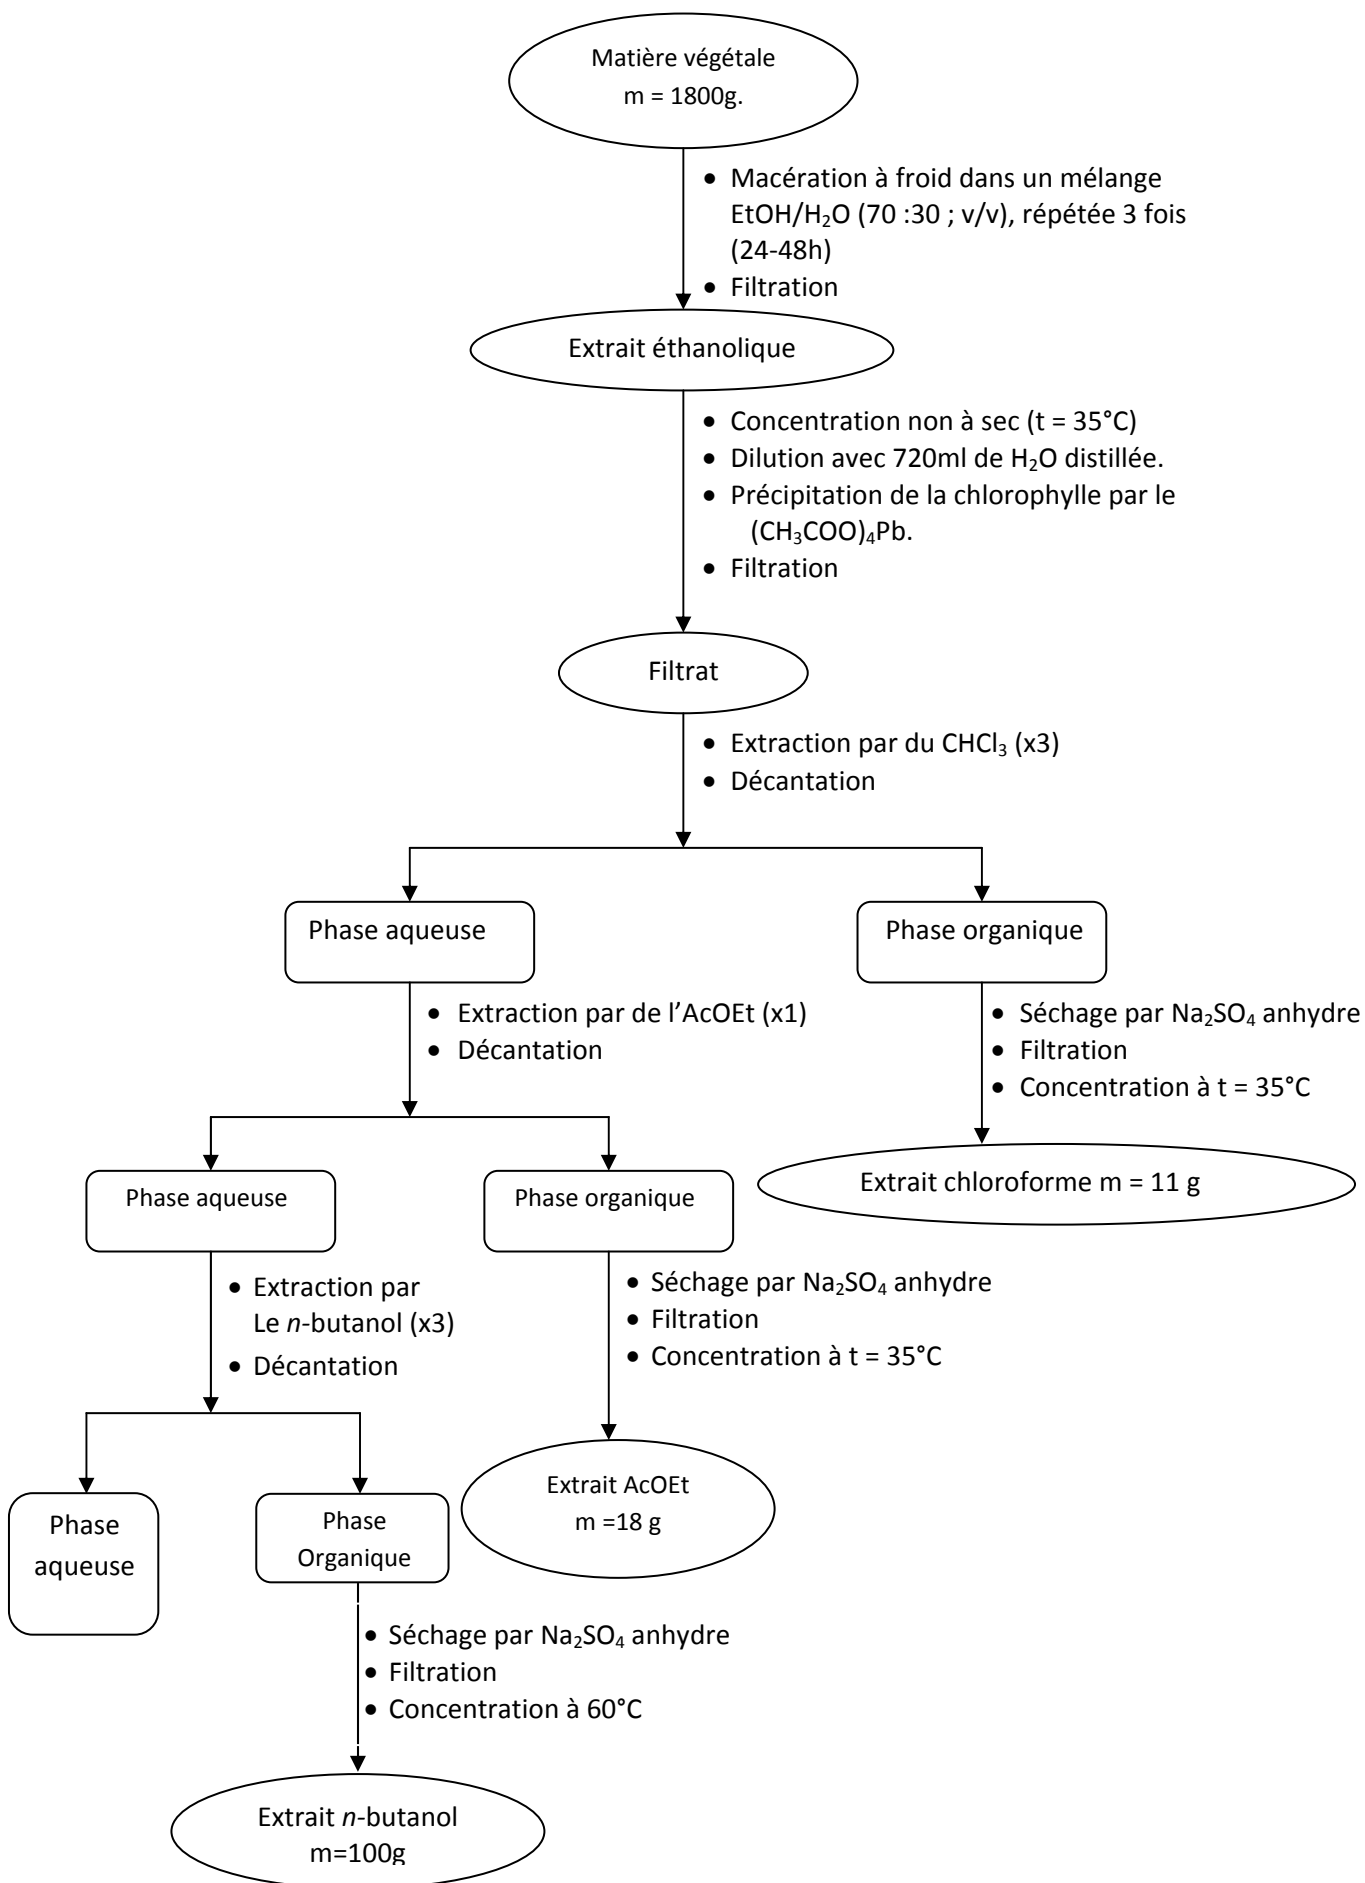 Matière végétale
m = 1800g.
• Macération à froid dans un mélange
EtOH/H₂O (70 :30 ; v/v), répétée 3 fois
(24-48h)
• Filtration
Extrait éthanolique
• Concentration non à sec (t = 35°C)
• Dilution avec 720ml de H₂O distillée.
• Précipitation de la chlorophylle par le
(CH₃COO)₄Pb.
• Filtration
Filtrat
• Extraction par du CHCl₃ (x3)
• Décantation
Phase aqueuse
Phase organique
• Extraction par de l’AcOEt (x1)
• Décantation
• Séchage par Na₂SO₄ anhydre
• Filtration
• Concentration à t = 35°C
Phase aqueuse
Phase organique
Extrait chloroforme m = 11 g
• Extraction par
Le n-butanol (x3)
• Décantation
• Séchage par Na₂SO₄ anhydre
• Filtration
• Concentration à t = 35°C
Phase
aqueuse
Phase
Organique
Extrait AcOEt
m =18 g
• Séchage par Na₂SO₄ anhydre
• Filtration
• Concentration à 60°C
Extrait n-butanol
m=100g